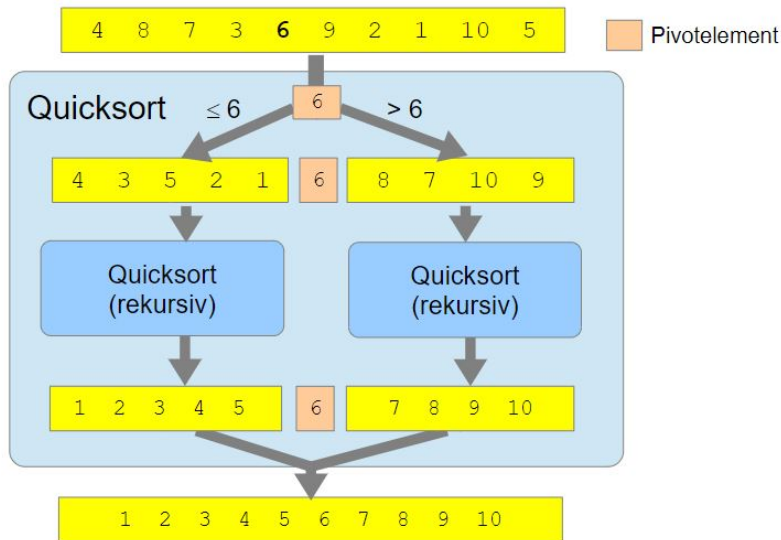 4 8 7 3 6 9 2 1 10 5
Pivotelement
Quicksort
≤ 6
6
> 6
4 3 5 2 1
6
8 7 10 9
Quicksort
(rekursiv)
Quicksort
(rekursiv)
1 2 3 4 5
6
7 8 9 10
1 2 3 4 5 6 7 8 9 10